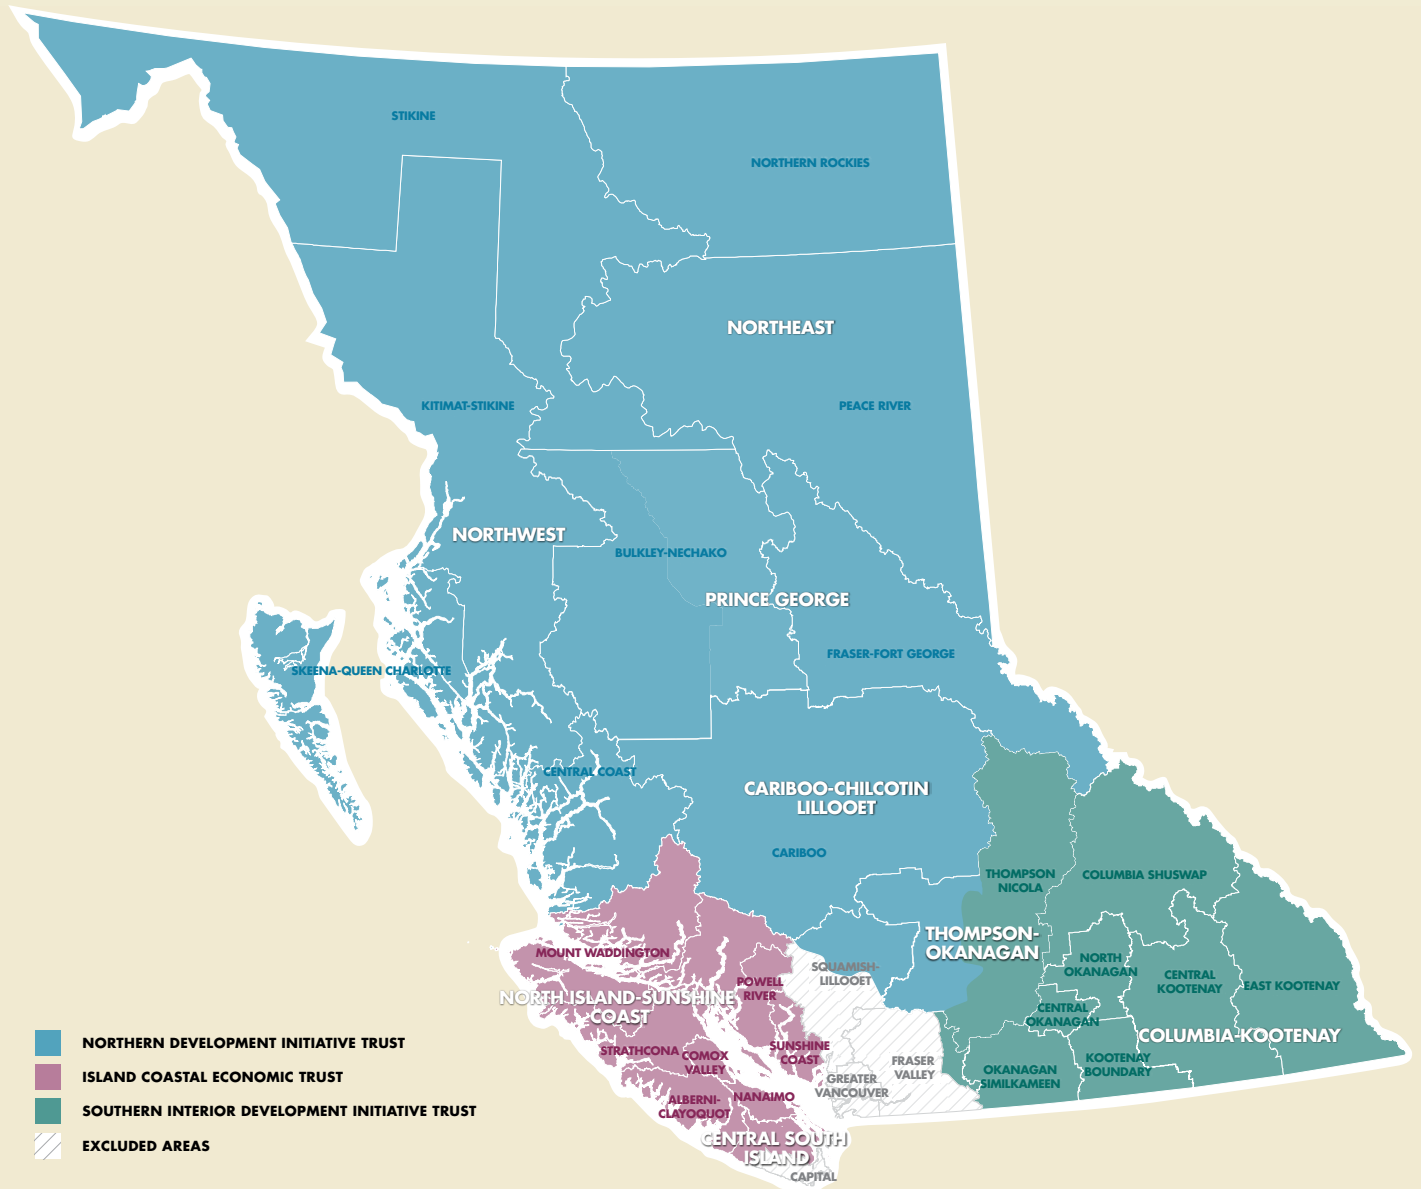 STIKINE
NORTHERN ROCKIES
NORTHEAST
KITIMAT-STIKINE
PEACE RIVER
NORTHWEST
BULKLEY-NECHAKO
PRINCE GEORGE
FRASER-FORT GEORGE
SKEENA-QUEEN CHARLOTTE
CENTRAL COAST
CARIBOO-CHILCOTIN
LILLOOET
CARIBOO
THOMPSON
NICOLA
COLUMBIA SHUSWAP
THOMPSON-
OKANAGAN
MOUNT WADDINGTON
SQUAMISH-
LILLOOET
NORTH
OKANAGAN
CENTRAL
KOOTENAY
EAST KOOTENAY
POWELL
RIVER
NORTH ISLAND-SUNSHINE
COAST
CENTRAL
OKANAGAN
COLUMBIA-KOOTENAY
STRATHCONA
COMOX
VALLEY
SUNSHINE
COAST
FRASER
VALLEY
KOOTENAY
BOUNDARY
OKANAGAN
SIMILKAMEEN
GREATER
VANCOUVER
ALBERNI-
CLAYOQUOT
NANAIMO
CENTRAL SOUTH
ISLAND
CAPITAL
NORTHERN DEVELOPMENT INITIATIVE TRUST
ISLAND COASTAL ECONOMIC TRUST
SOUTHERN INTERIOR DEVELOPMENT INITIATIVE TRUST
EXCLUDED AREAS